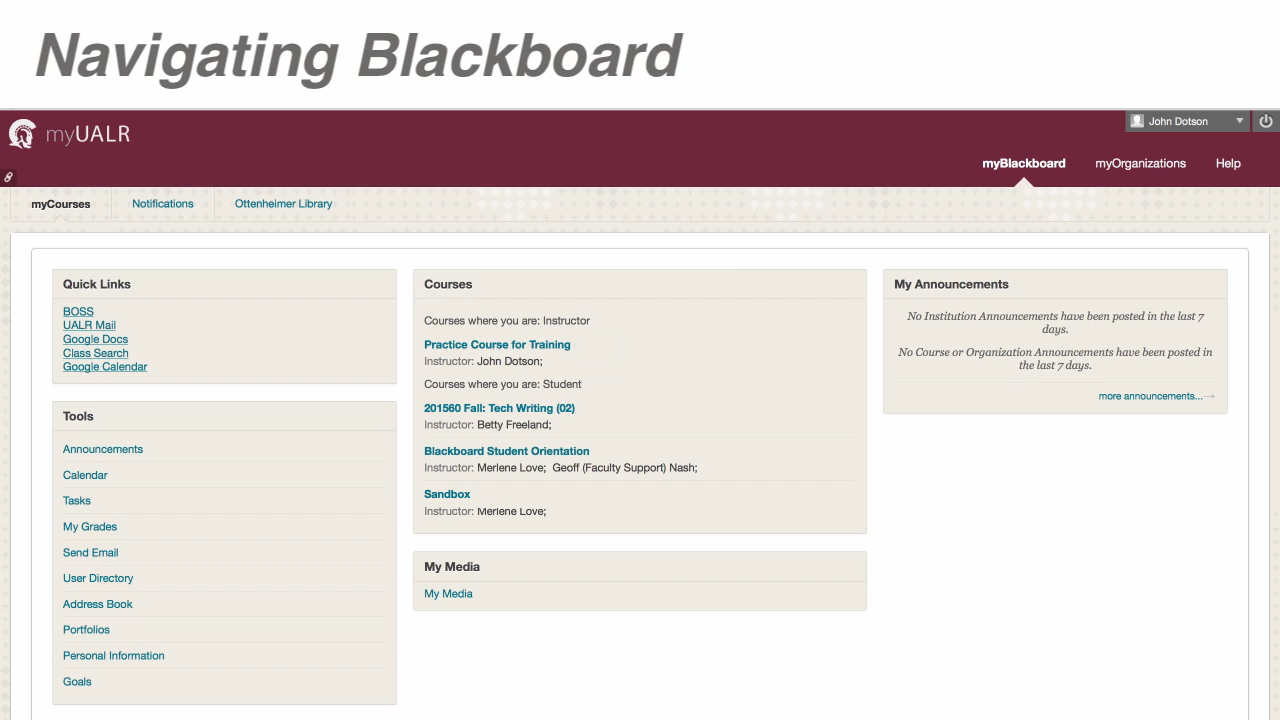 Navigating Blackboard
myUALR
John Dotson
myBlackboard
myOrganizations
Help
myCourses
Notifications
Ottenheimer Library
Quick Links
BOSS
UALR Mail
Google Docs
Class Search
Google Calendar
Tools
Announcements
Calendar
Tasks
My Grades
Send Email
User Directory
Address Book
Portfolios
Personal Information
Goals
Courses
Courses where you are: Instructor
Practice Course for Training
Instructor: John Dotson;
Courses where you are: Student
201560 Fall: Tech Writing (02)
Instructor: Betty Freeland;
Blackboard Student Orientation
Instructor: Merlene Love; Geoff (Faculty Support) Nash;
Sandbox
Instructor: Merlene Love;
My Media
My Media
My Announcements
No Institution Announcements have been posted in the last 7
days.
No Course or Organization Announcements have been posted in
the last 7 days.
more announcements...→